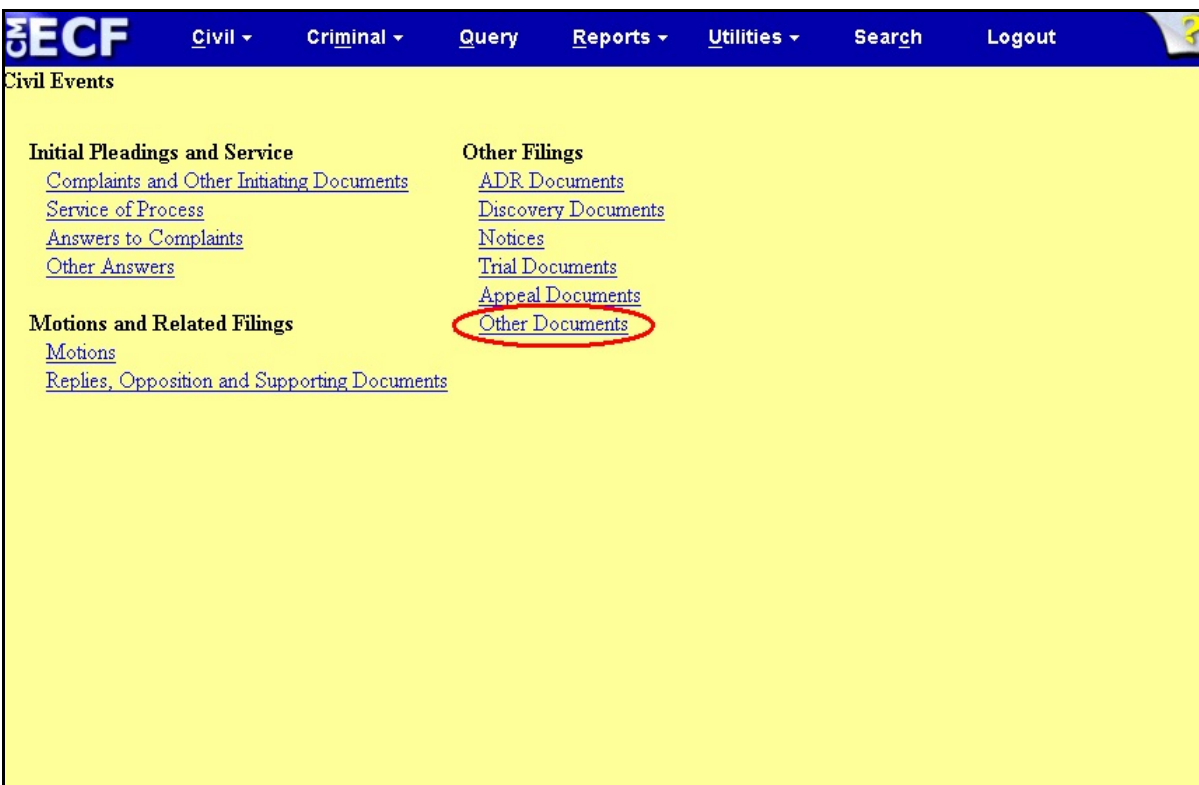 CM ECF Civil Criminal Query Reports Utilities Search Logout ?
Civil Events
Initial Pleadings and Service
Complaints and Other Initiating Documents
Service of Process
Answers to Complaints
Other Answers
Motions and Related Filings
Motions
Replies, Opposition and Supporting Documents
Other Filings
ADR Documents
Discovery Documents
Notices
Trial Documents
Appeal Documents
Other Documents